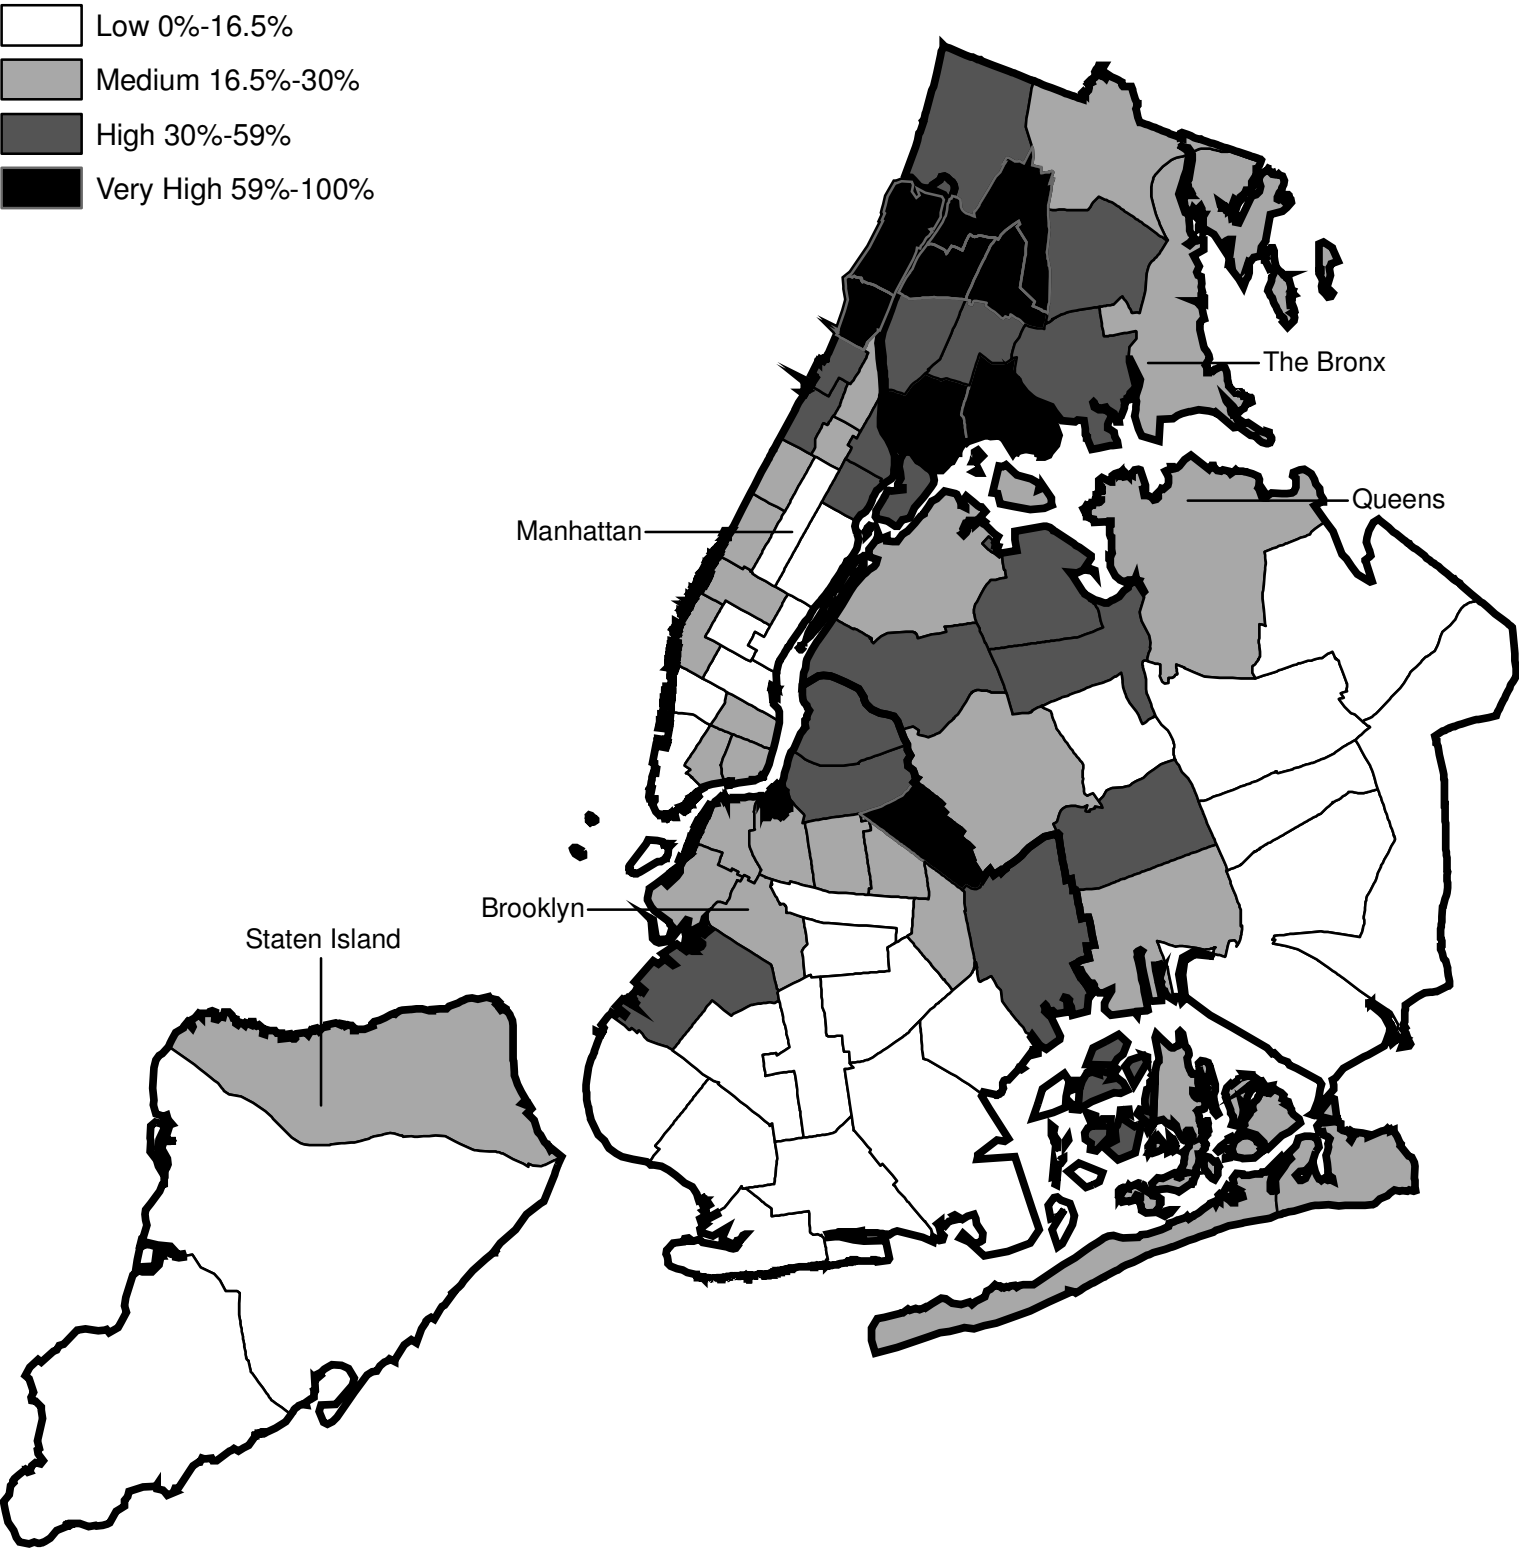 Low 0%-16.5%
Medium 16.5%-30%
High 30%-59%
Very High 59%-100%
The Bronx
Queens
Manhattan
Brooklyn
Staten Island